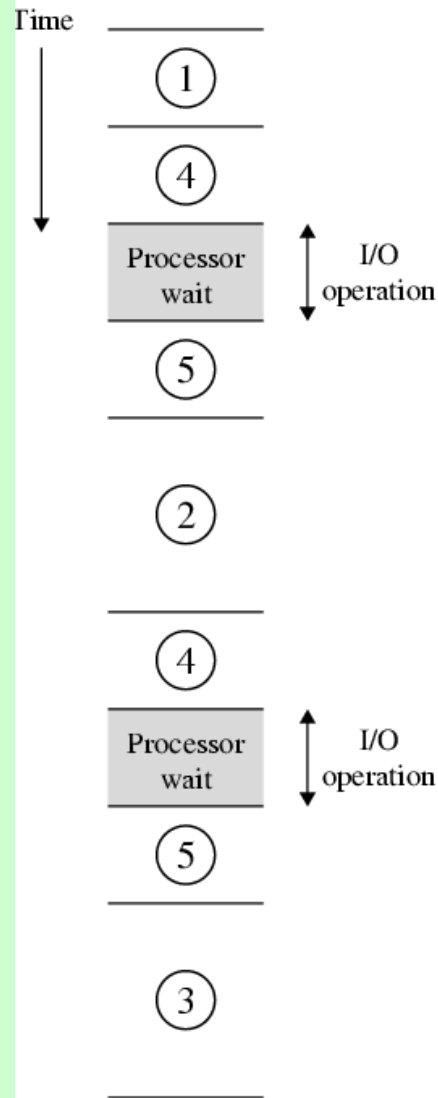 Time
1
4
Processor
wait
I/O
operation
5
2
4
Processor
wait
I/O
operation
5
3